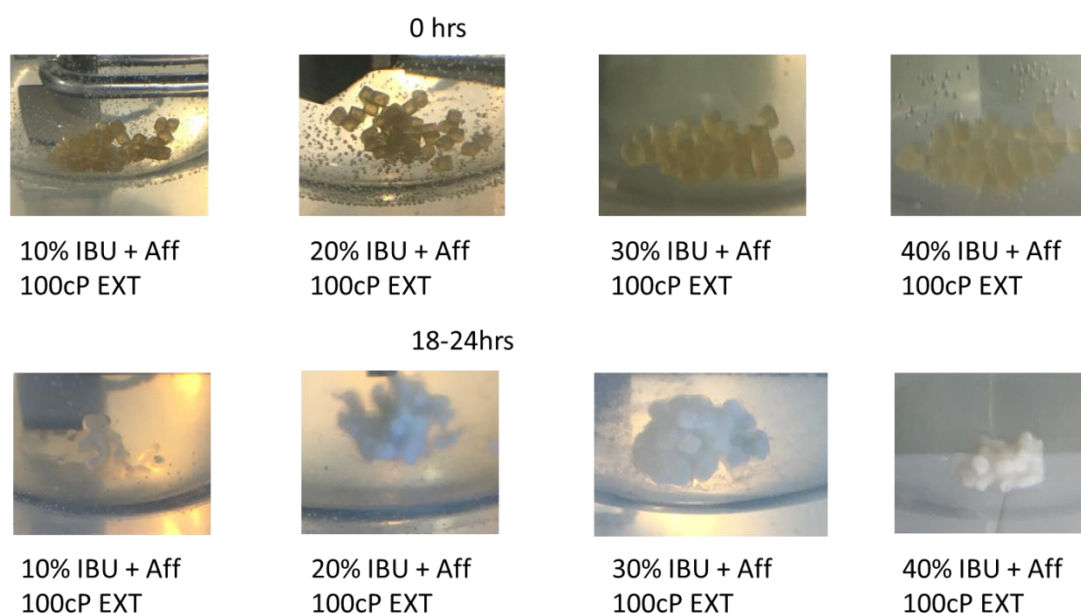 0 hrs
10% IBU + Aff
100cP EXT
20% IBU + Aff
100cP EXT
30% IBU + Aff
100cP EXT
40% IBU + Aff
100cP EXT
18-24hrs
10% IBU + Aff
100cP EXT
20% IBU + Aff
100cP EXT
30% IBU + Aff
100cP EXT
40% IBU + Aff
100cP EXT